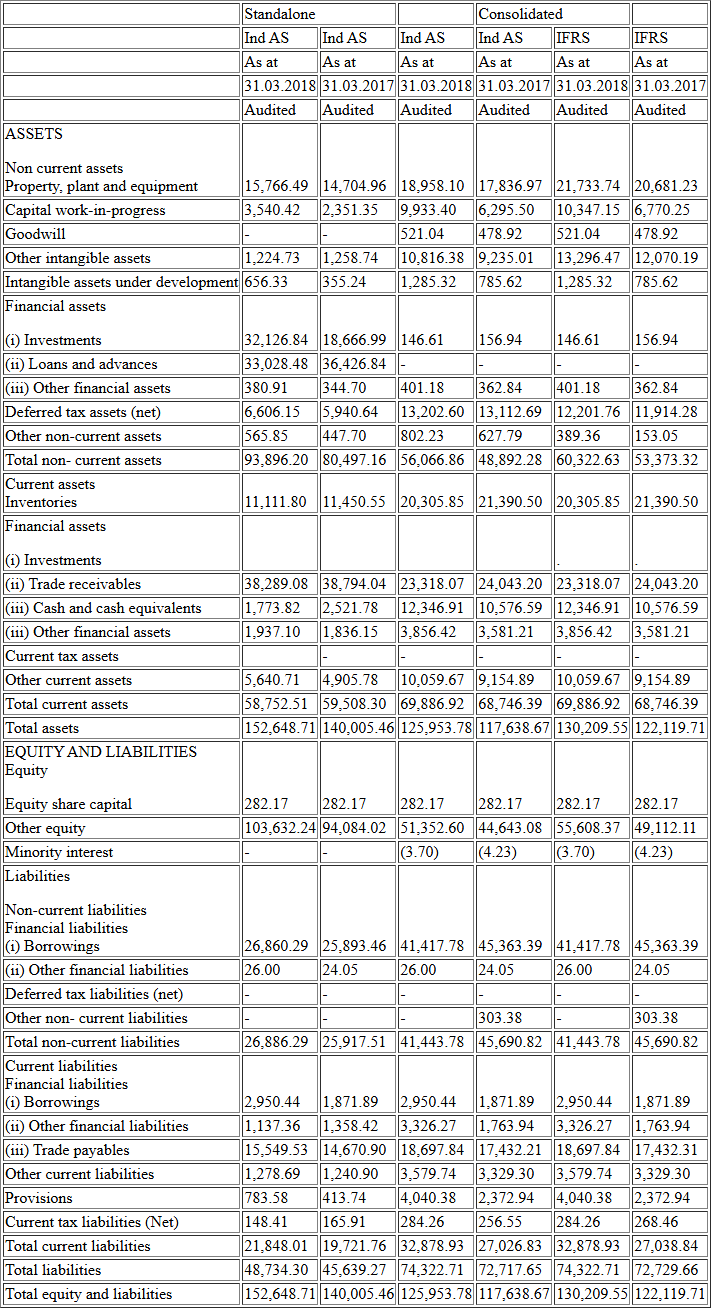 Standalone Consolidated
Ind AS Ind AS Ind AS Ind AS IFRS IFRS
As at As at As at As at As at As at
31.03.2018 31.03.2017 31.03.2018 31.03.2017 31.03.2018 31.03.2017
Audited Audited Audited Audited Audited Audited
ASSETS
Non current assets
Property, plant and equipment 15,766.49 14,704.96 18,958.10 17,836.97 21,733.74 20,681.23
Capital work-in-progress 3,540.42 2,351.35 9,933.40 6,295.50 10,347.15 6,770.25
Goodwill - - 521.04 478.92 521.04 478.92
Other intangible assets 1,224.73 1,258.74 10,816.38 9,235.01 13,296.47 12,070.19
Intangible assets under development 656.33 355.24 1,285.32 785.62 1,285.32 785.62
Financial assets
(i) Investments 32,126.84 18,666.99 146.61 156.94 146.61 156.94
(ii) Loans and advances 33,028.48 36,426.84 - - - -
(iii) Other financial assets 380.91 344.70 401.18 362.84 401.18 362.84
Deferred tax assets (net) 6,606.15 5,940.64 13,202.60 13,112.69 12,201.76 11,914.28
Other non-current assets 565.85 447.70 802.23 627.79 389.36 153.05
Total non- current assets 93,896.20 80,497.16 56,066.86 48,892.28 60,322.63 53,373.32
Current assets
Inventories 11,111.80 11,450.55 20,305.85 21,390.50 20,305.85 21,390.50
Financial assets
(i) Investments . .
(ii) Trade receivables 38,289.08 38,794.04 23,318.07 24,043.20 23,318.07 24,043.20
(iii) Cash and cash equivalents 1,773.82 2,521.78 12,346.91 10,576.59 12,346.91 10,576.59
(iii) Other financial assets 1,937.10 1,836.15 3,856.42 3,581.21 3,856.42 3,581.21
Current tax assets - - - - -
Other current assets 5,640.71 4,905.78 10,059.67 9,154.89 10,059.67 9,154.89
Total current assets 58,752.51 59,508.30 69,886.92 68,746.39 69,886.92 68,746.39
Total assets 152,648.71 140,005.46 125,953.78 117,638.67 130,209.55 122,119.71
EQUITY AND LIABILITIES
Equity
Equity share capital 282.17 282.17 282.17 282.17 282.17 282.17
Other equity 103,632.24 94,084.02 51,352.60 44,643.08 55,608.37 49,112.11
Minority interest - - (3.70) (4.23) (3.70) (4.23)
Liabilities
Non-current liabilities
Financial liabilities
(i) Borrowings 26,860.29 25,893.46 41,417.78 45,363.39 41,417.78 45,363.39
(ii) Other financial liabilities 26.00 24.05 26.00 24.05 26.00 24.05
Deferred tax liabilities (net) - - - - - -
Other non- current liabilities - - - 303.38 - 303.38
Total non-current liabilities 26,886.29 25,917.51 41,443.78 45,690.82 41,443.78 45,690.82
Current liabilities
Financial liabilities
(i) Borrowings 2,950.44 1,871.89 2,950.44 1,871.89 2,950.44 1,871.89
(ii) Other financial liabilities 1,137.36 1,358.42 3,326.27 1,763.94 3,326.27 1,763.94
(iii) Trade payables 15,549.53 14,670.90 18,697.84 17,432.21 18,697.84 17,432.31
Other current liabilities 1,278.69 1,240.90 3,579.74 3,329.30 3,579.74 3,329.30
Provisions 783.58 413.74 4,040.38 2,372.94 4,040.38 2,372.94
Current tax liabilities (Net) 148.41 165.91 284.26 256.55 284.26 268.46
Total current liabilities 21,848.01 19,721.76 32,878.93 27,026.83 32,878.93 27,038.84
Total liabilities 48,734.30 45,639.27 74,322.71 72,717.65 74,322.71 72,729.66
Total equity and liabilities 152,648.71 140,005.46 125,953.78 117,638.67 130,209.55 122,119.71